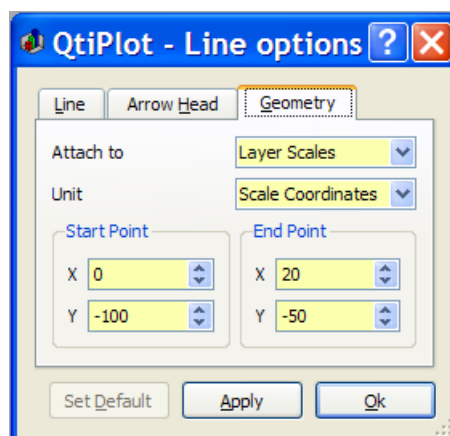 QtiPlot - Line options ?
Line Arrow Head Geometry
Attach to Layer Scales
Unit Scale Coordinates
Start Point End Point
X 0 X 20
Y -100 Y -50
Set Default Apply Ok